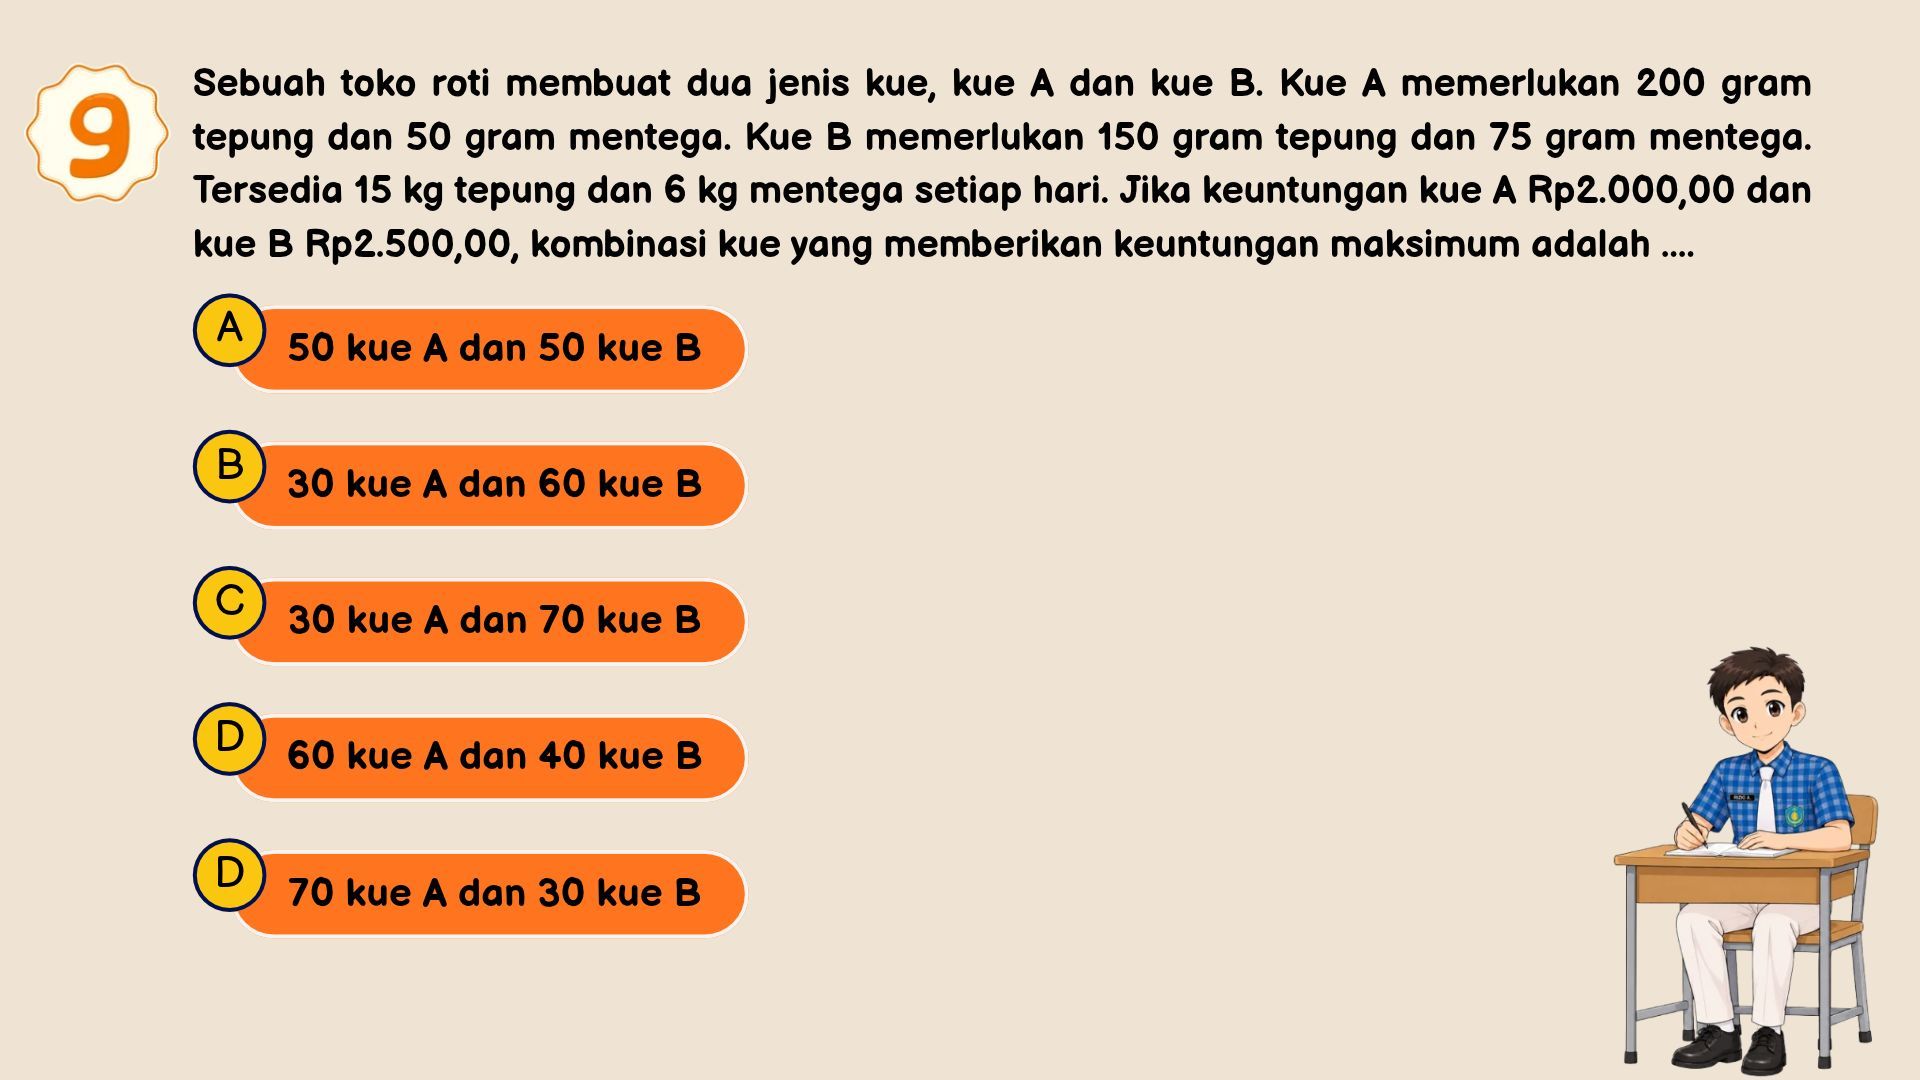 9
Sebuah toko roti membuat dua jenis kue, kue A dan kue B. Kue A memerlukan 200 gram
tepung dan 50 gram mentega. Kue B memerlukan 150 gram tepung dan 75 gram mentega.
Tersedia 15 kg tepung dan 6 kg mentega setiap hari. Jika keuntungan kue A Rp2.000,00 dan
kue B Rp2.500,00, kombinasi kue yang memberikan keuntungan maksimum adalah ....
A
50 kue A dan 50 kue B
B
30 kue A dan 60 kue B
C
30 kue A dan 70 kue B
D
60 kue A dan 40 kue B
D
70 kue A dan 30 kue B